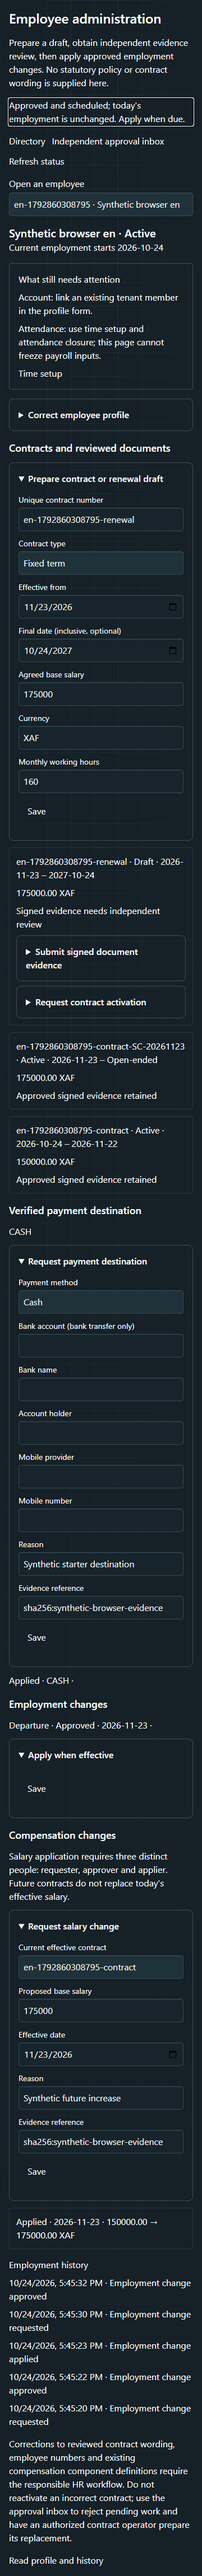 Employee administration
Prepare a draft, obtain independent evidence
review, then apply approved employment
changes. No statutory policy or contract
wording is supplied here.
Approved and scheduled; today's
employment is unchanged. Apply when due.
Directory Independent approval inbox
Refresh status
Open an employee
en-1792860308795 · Synthetic browser en
Synthetic browser en · Active
Current employment starts 2026-10-24
What still needs attention
Account: link an existing tenant member
in the profile form.
Attendance: use time setup and
attendance closure; this page cannot
freeze payroll inputs.
Time setup
▶ Correct employee profile
Contracts and reviewed documents
▼ Prepare contract or renewal draft
Unique contract number
en-1792860308795-renewal
Contract type
Fixed term
Effective from
11/23/2026
Final date (inclusive, optional)
10/24/2027
Agreed base salary
175000
Currency
XAF
Monthly working hours
160
Save
en-1792860308795-renewal · Draft · 2026-
11-23 – 2027-10-24
175000.00 XAF
Signed evidence needs independent
review
▶ Submit signed document
evidence
▶ Request contract activation
en-1792860308795-contract-SC-20261123
· Active · 2026-11-23 – Open-ended
175000.00 XAF
Approved signed evidence retained
en-1792860308795-contract · Active ·
2026-10-24 – 2026-11-22
150000.00 XAF
Approved signed evidence retained
Verified payment destination
CASH
▼ Request payment destination
Payment method
Cash
Bank account (bank transfer only)
Bank name
Account holder
Mobile provider
Mobile number
Reason
Synthetic starter destination
Evidence reference
sha256:synthetic-browser-evidence
Save
Applied · CASH ·
Employment changes
Departure · Approved · 2026-11-23 ·
▼ Apply when effective
Save
Compensation changes
Salary application requires three distinct
people: requester, approver and applier.
Future contracts do not replace today's
effective salary.
▼ Request salary change
Current effective contract
en-1792860308795-contract
Proposed base salary
175000
Effective date
11/23/2026
Reason
Synthetic future increase
Evidence reference
sha256:synthetic-browser-evidence
Save
Applied · 2026-11-23 · 150000.00 →
175000.00 XAF
Employment history
10/24/2026, 5:45:32 PM · Employment change
approved
10/24/2026, 5:45:30 PM · Employment change
requested
10/24/2026, 5:45:23 PM · Employment change
applied
10/24/2026, 5:45:22 PM · Employment change
approved
10/24/2026, 5:45:20 PM · Employment change
requested
Corrections to reviewed contract wording,
employee numbers and existing
compensation component definitions require
the responsible HR workflow. Do not
reactivate an incorrect contract; use the
approval inbox to reject pending work and
have an authorized contract operator prepare
its replacement.
Read profile and history